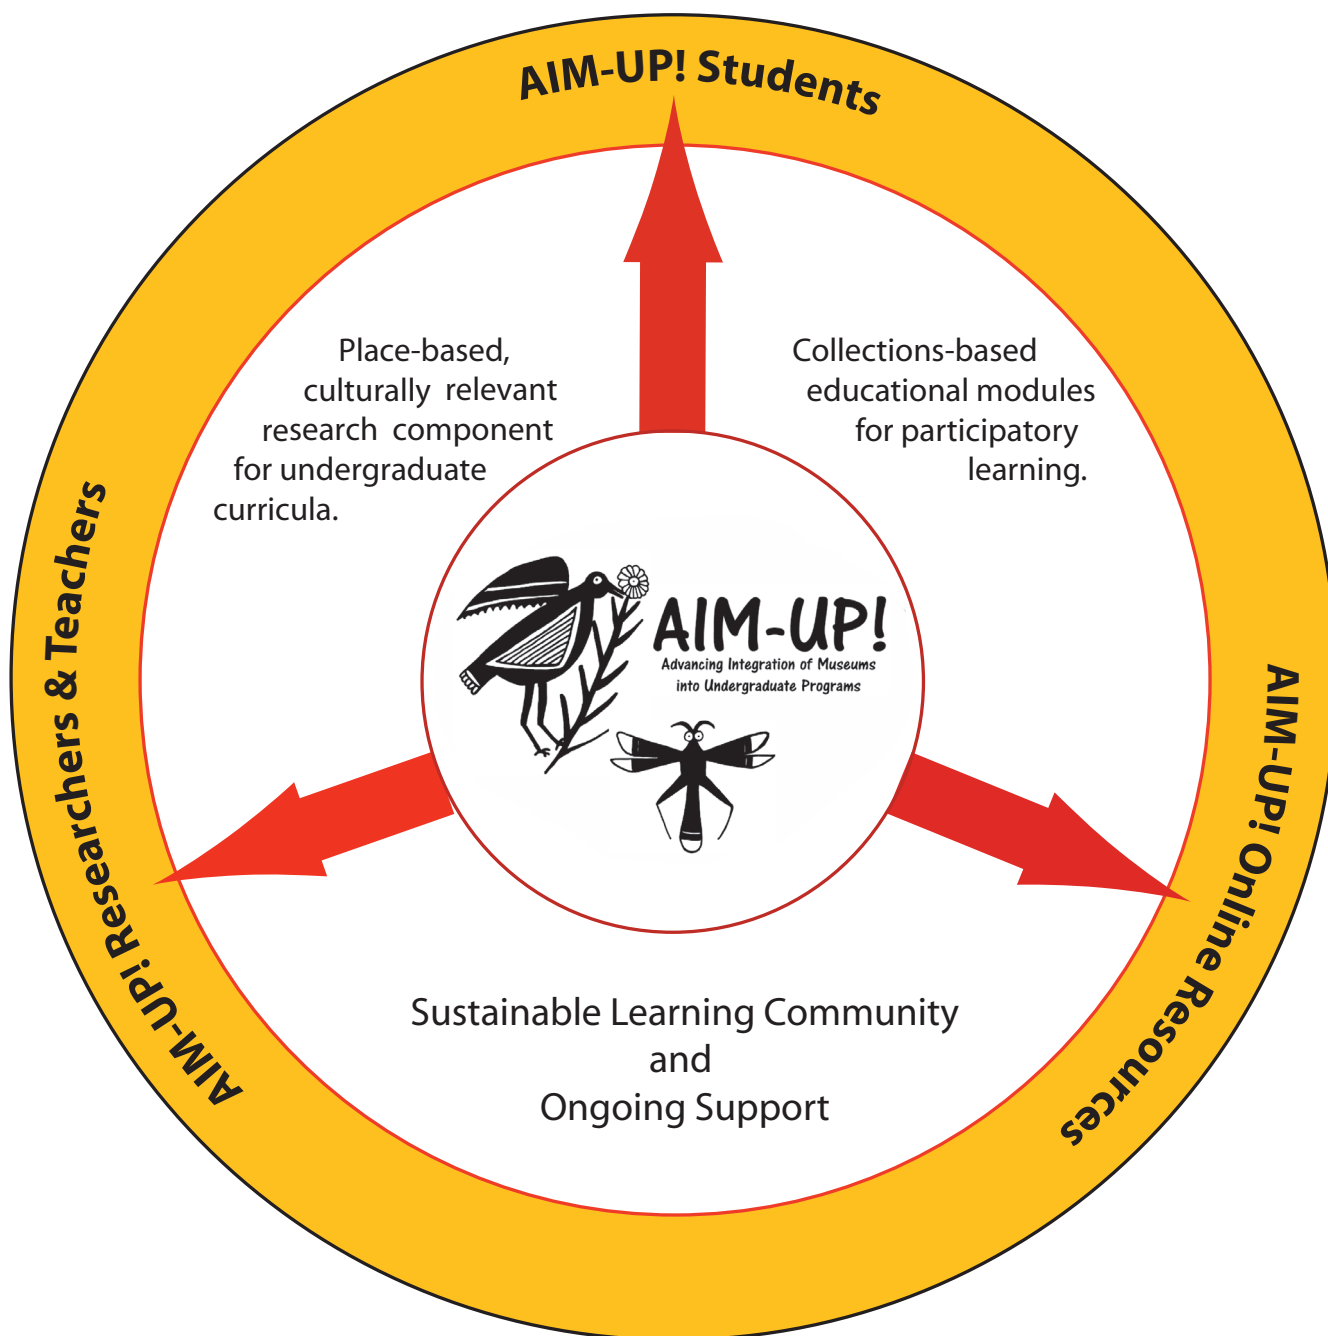 AIM-UP! Students
Place-based,
culturally relevant
research component
for undergraduate
curricula.
Collections-based
educational modules
for participatory
learning.
AIM-UP! Researchers & Teachers
AIM-UP!
Advancing Integration of Museums
into Undergraduate Programs
AIM-UP! Online Resources
Sustainable Learning Community
and
Ongoing Support